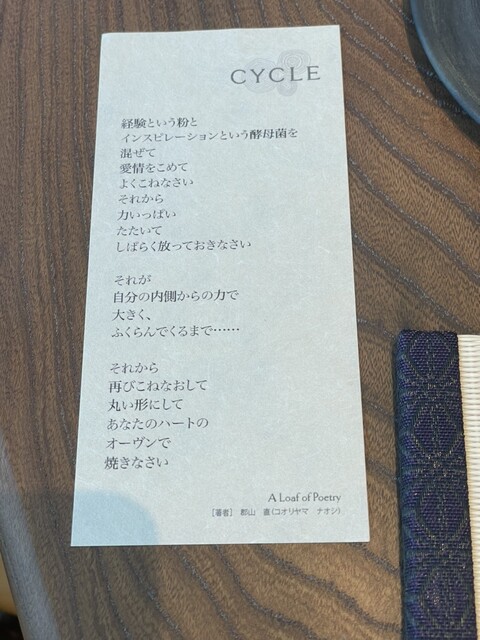 CYCLE
経験という粉と
インスピレーションという酵母菌を
混ぜて
愛情をこめて
よくこねなさい
それから
力いっぱい
たたいて
しばらく放っておきなさい
それが
自分の内側からの力で
大きく、
ふくらんでくるまで……
それから
再びこねなおして
丸い形にして
あなたのハートの
オーヴンで
焼きなさい
A Loaf of Poetry
［著者］ 郡山 直（コオリヤマ ナオシ）